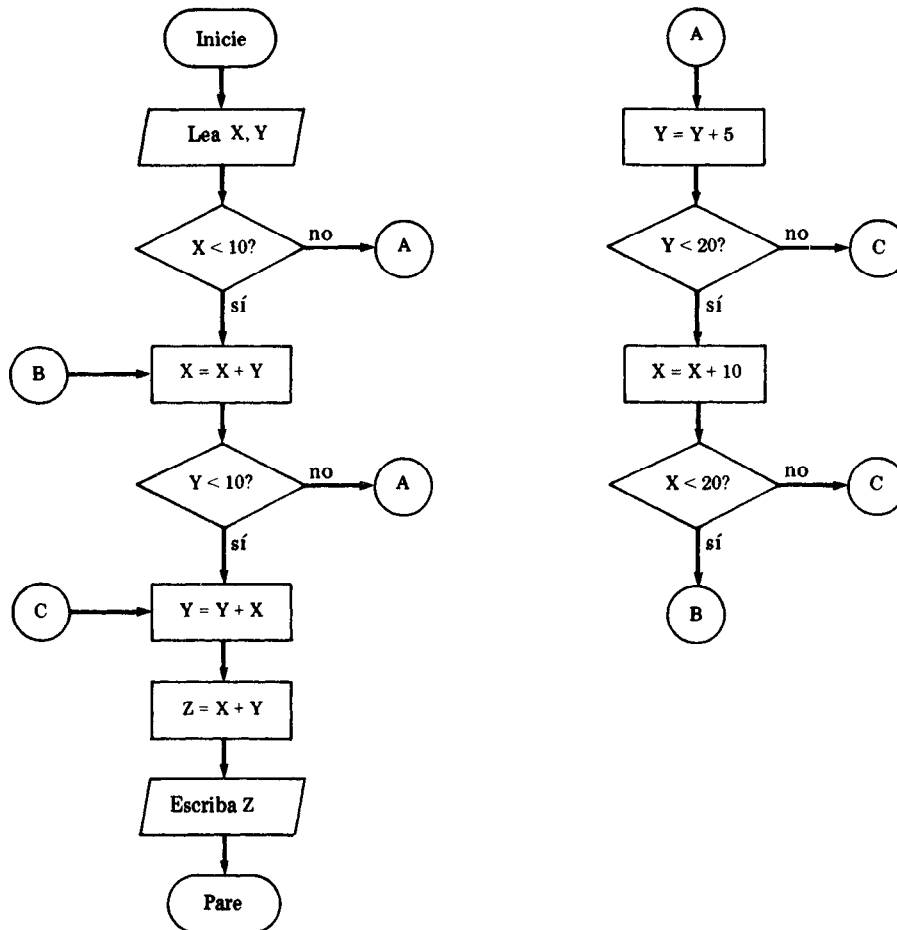 Inicie
Lea X, Y
X < 10?
no
A
sí
B
X = X + Y
Y < 10?
no
A
sí
C
Y = Y + X
Z = X + Y
Escriba Z
Pare
A
Y = Y + 5
Y < 20?
no
C
sí
X = X + 10
X < 20?
no
C
sí
B